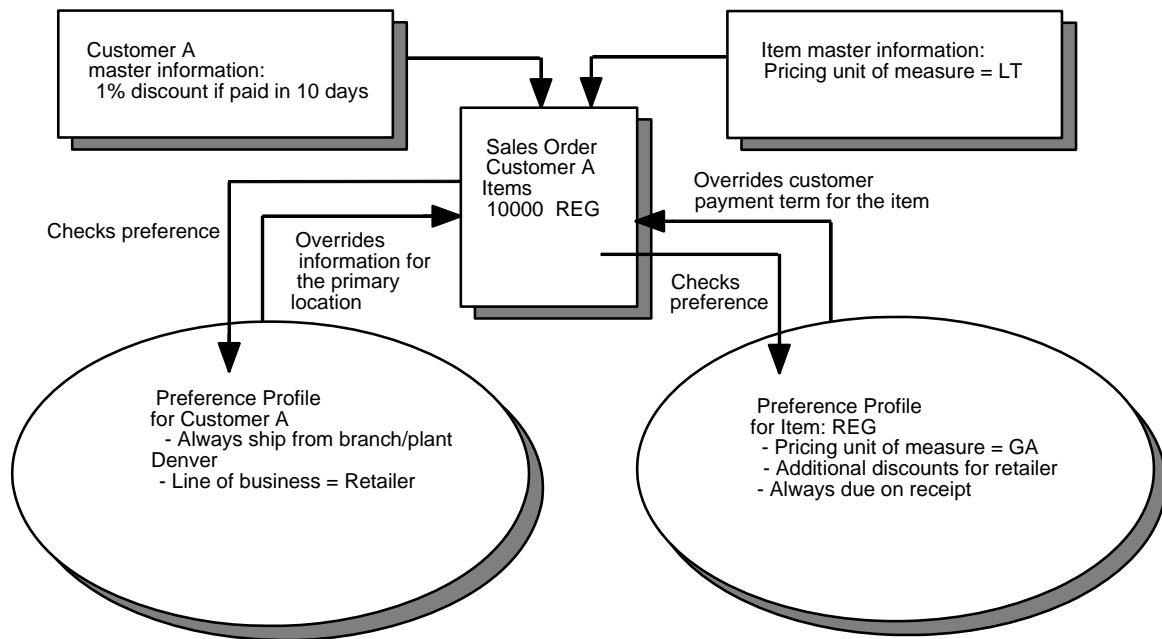 Customer A
master information:
1% discount if paid in 10 days
Item master information:
Pricing unit of measure = LT
Sales Order
Customer A
Items
10000 REG
Checks preference
Overrides
information for
the primary
location
Overrides customer
payment term for the item
Checks
preference
Preference Profile
for Customer A
- Always ship from branch/plant
Denver
- Line of business = Retailer
Preference Profile
for Item: REG
- Pricing unit of measure = GA
- Additional discounts for retailer
- Always due on receipt